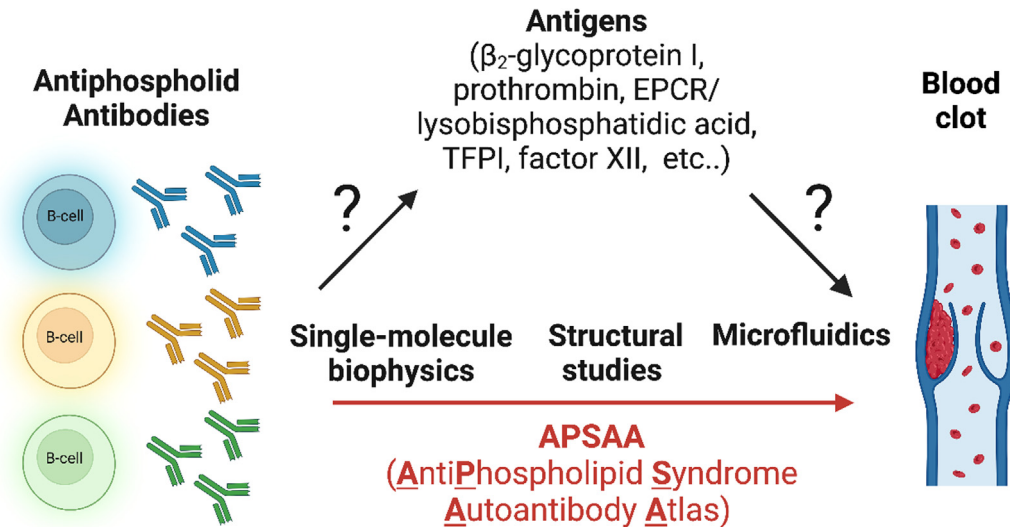 Antiphospholid
Antibodies
B-cell
B-cell
B-cell
?
Antigens
(β₂-glycoprotein I,
prothrombin, EPCR/
lysobisphosphatidic acid,
TFPI, factor XII, etc..)
?
Blood
clot
Single-molecule
biophysics
Structural
studies
Microfluidics
APSAA
(AntiPhospholipid Syndrome
Autoantibody Atlas)